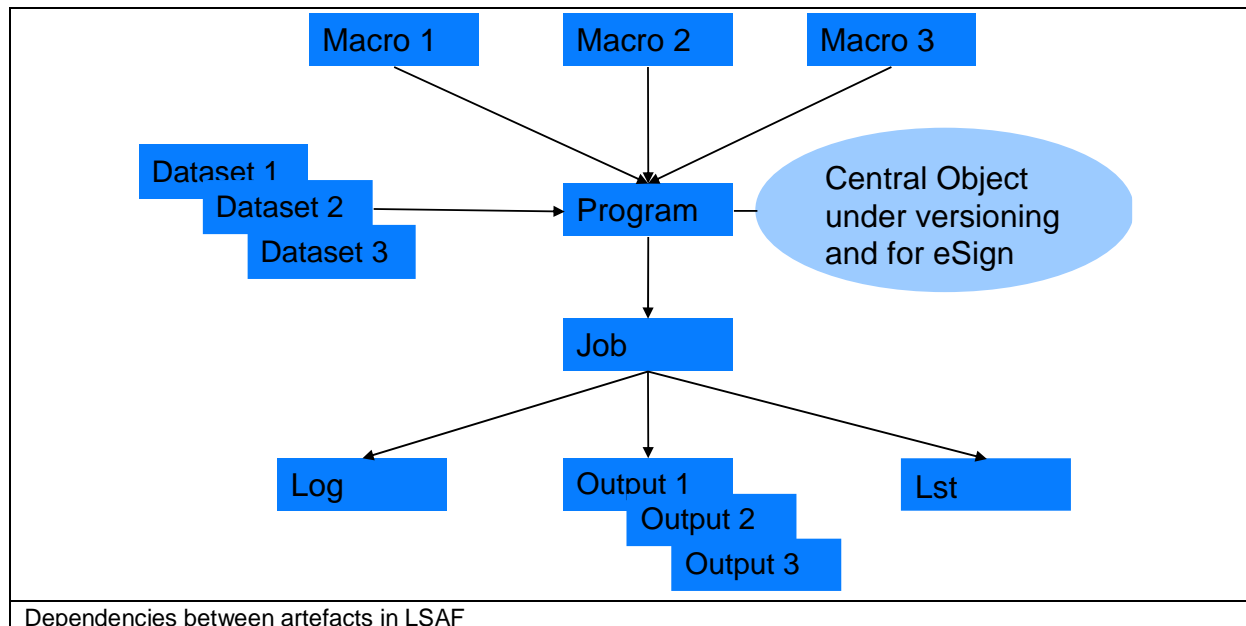 Macro 1
Macro 2
Macro 3
Dataset 1
Dataset 2
Dataset 3
Program
Central Object
under versioning
and for eSign
Job
Log
Output 1
Output 2
Output 3
Lst
Dependencies between artefacts in LSAF